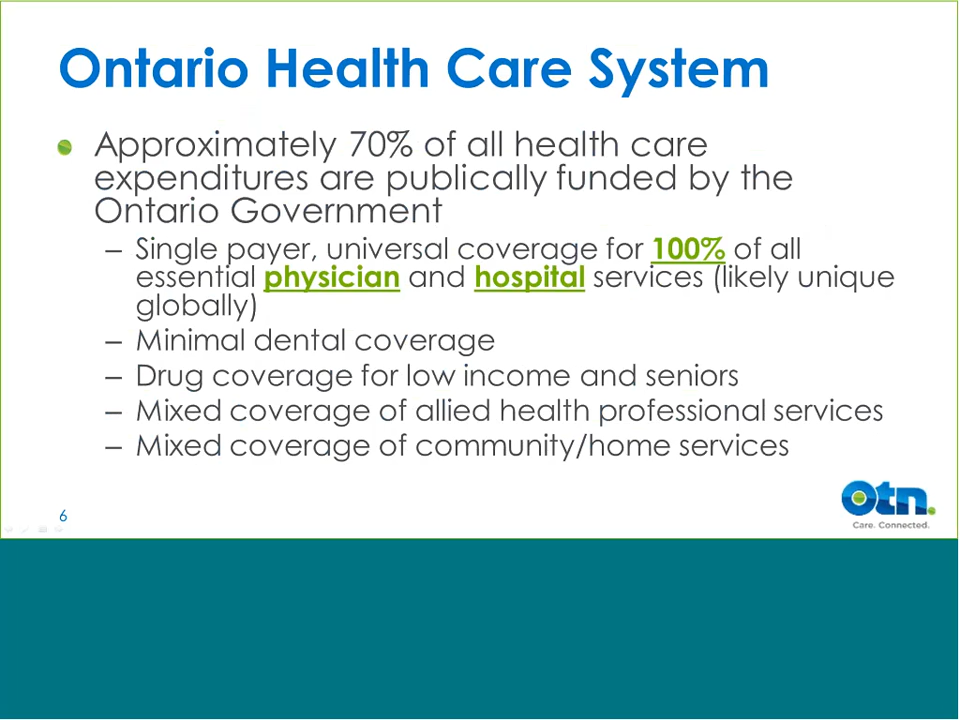 Ontario Health Care System
Approximately 70% of all health care
expenditures are publically funded by the
Ontario Government
– Single payer, universal coverage for 100% of all
essential physician and hospital services (likely unique
globally)
– Minimal dental coverage
– Drug coverage for low income and seniors
– Mixed coverage of allied health professional services
– Mixed coverage of community/home services
6
otn.
Care. Connected.